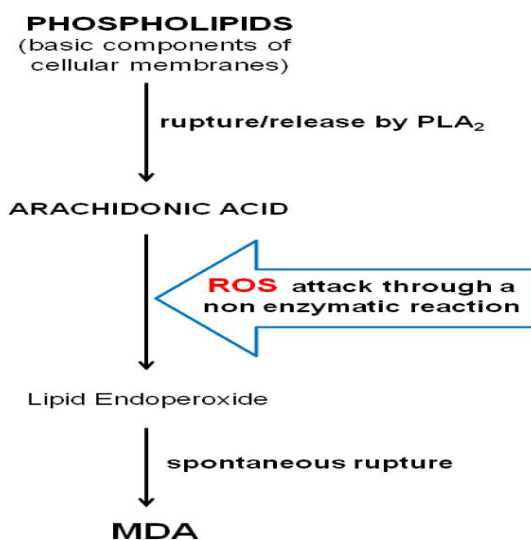 PHOSPHOLIPIDS
(basic components of
cellular membranes)
rupture/release by PLA₂
ARACHIDONIC ACID
ROS attack through a
non enzymatic reaction
Lipid Endoperoxide
spontaneous rupture
MDA